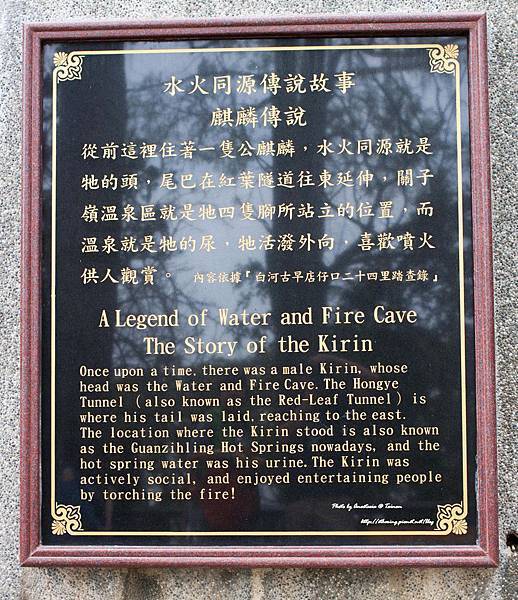 水火同源傳說故事
麒麟傳說
從前這裡住著一隻公麒麟，水火同源就是
牠的頭，尾巴在紅葉隧道往東延伸，關子
嶺溫泉區就是牠四隻腳所站立的位置，而
溫泉就是牠的尿，牠活潑外向，喜歡噴火
供人觀賞。 內容依據『白河古早店仔口二十四里踏查錄』
A Legend of Water and Fire Cave
The Story of the Kirin
Once upon a time, there was a male Kirin, whose
head was the Water and Fire Cave. The Hongye
Tunnel (also known as the Red-Leaf Tunnel) is
where his tail was laid, reaching to the east.
The location where the Kirin stood is also known
as the Guanzihling Hot Springs nowadays, and the
hot spring water was his urine. The Kirin was
actively social, and enjoyed entertaining people
by torching the fire!
Photo by Anastasia @ Tainan